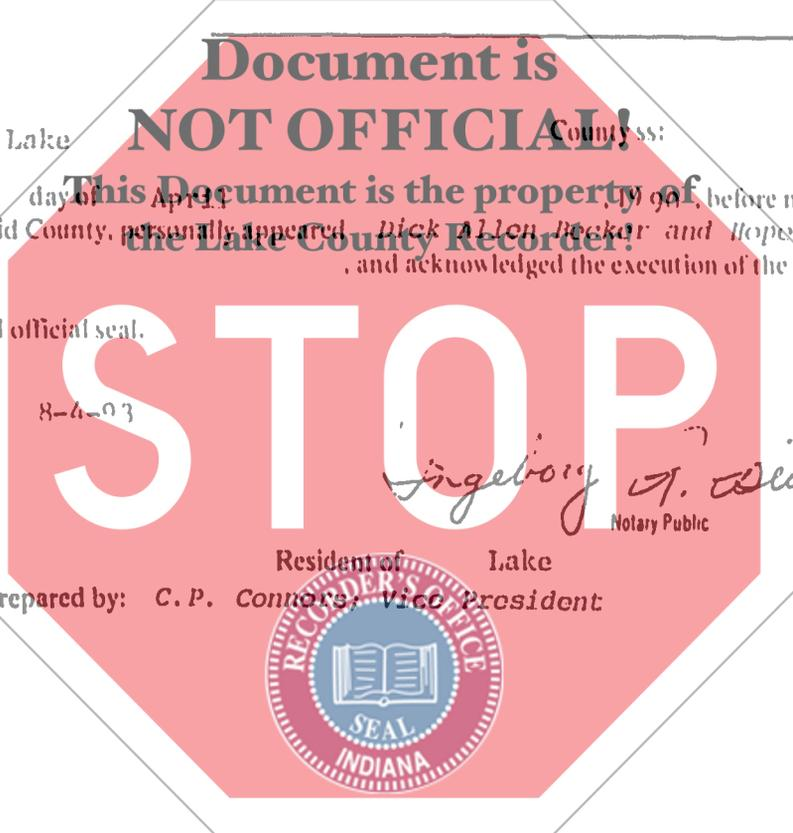 Document is
NOT OFFICIAL!
Lake County ss:
This Document is the property of
day of April , 19 90, before
County, personally appeared Dick Allen Becker and Hope
the Lake County Recorder!
, and acknowledged the execution of the
official seal.
STOP
8-4-93
Ingeborg
Notary Public
Resident of Lake
repared by: C.P. Connors, Vice President
RECORDER'S OFFICE
SEAL
INDIANA